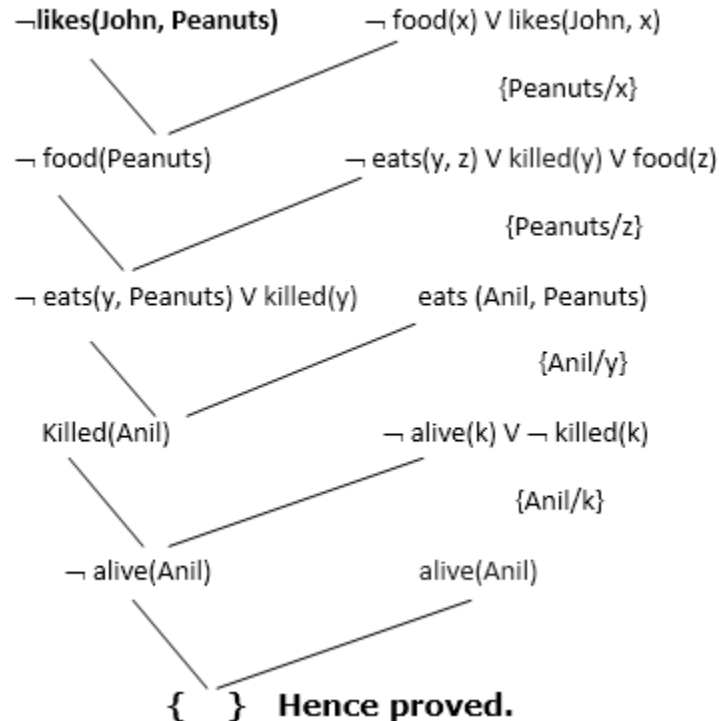 ¬likes(John, Peanuts) ¬ food(x) V likes(John, x)
{Peanuts/x}
¬ food(Peanuts) ¬ eats(y, z) V killed(y) V food(z)
{Peanuts/z}
¬ eats(y, Peanuts) V killed(y) eats (Anil, Peanuts)
{Anil/y}
Killed(Anil) ¬ alive(k) V ¬ killed(k)
{Anil/k}
¬ alive(Anil) alive(Anil)
{ } Hence proved.